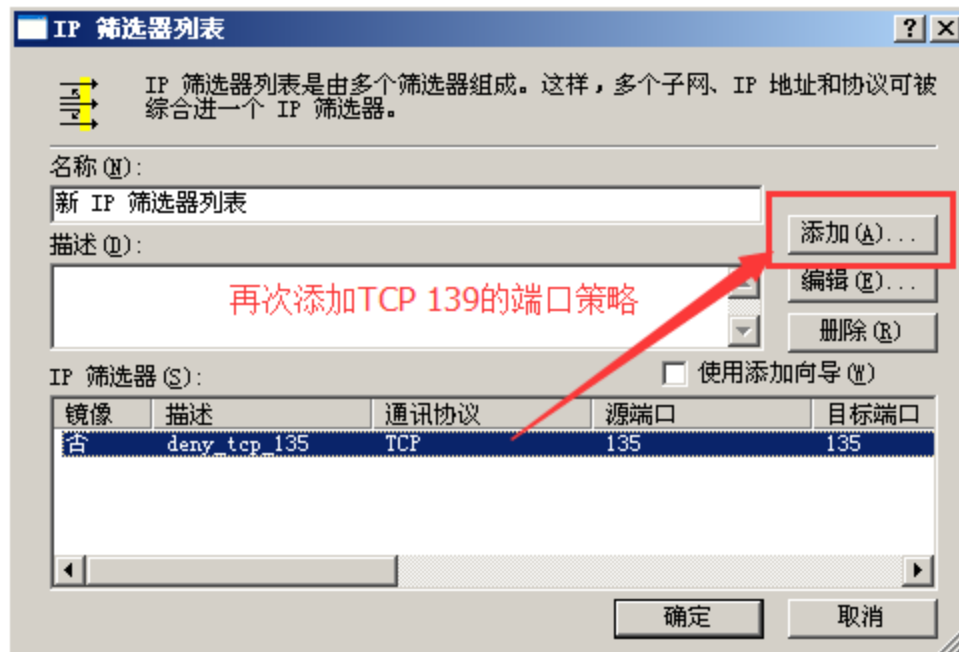 IP 筛选器列表
IP 筛选器列表是由多个筛选器组成。这样，多个子网、IP 地址和协议可被
综合进一个 IP 筛选器。
名称(N):
新 IP 筛选器列表
添加(A)...
描述(D):
再次添加TCP 139的端口策略
编辑(E)...
删除(R)
IP 筛选器(S):
使用添加向导(W)
镜像 描述 通讯协议 源端口 目标端口
否 deny_tcp_135 TCP 135 135
确定 取消